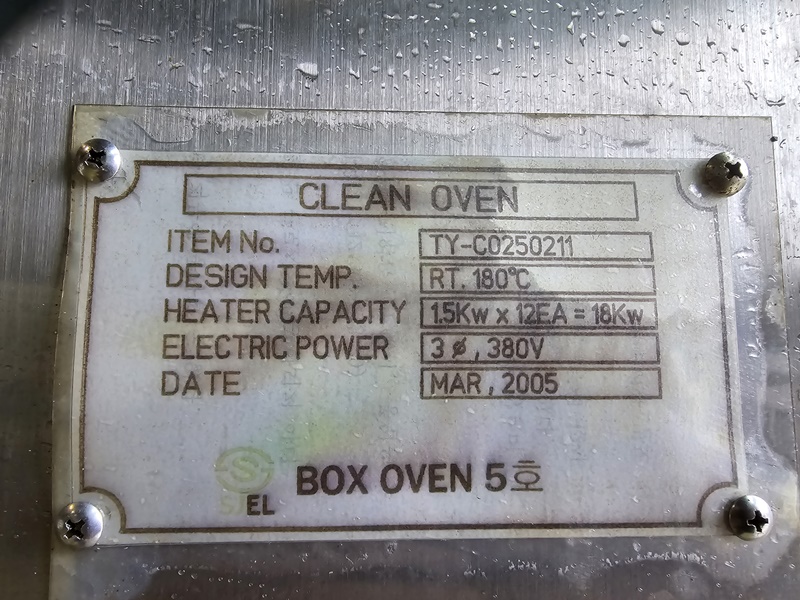 CLEAN OVEN
ITEM No. TY-C0250211
DESIGN TEMP. RT. 180℃
HEATER CAPACITY 1.5Kw x 12EA = 18Kw
ELECTRIC POWER 3 ø, 380V
DATE MAR, 2005
BOX OVEN 5호